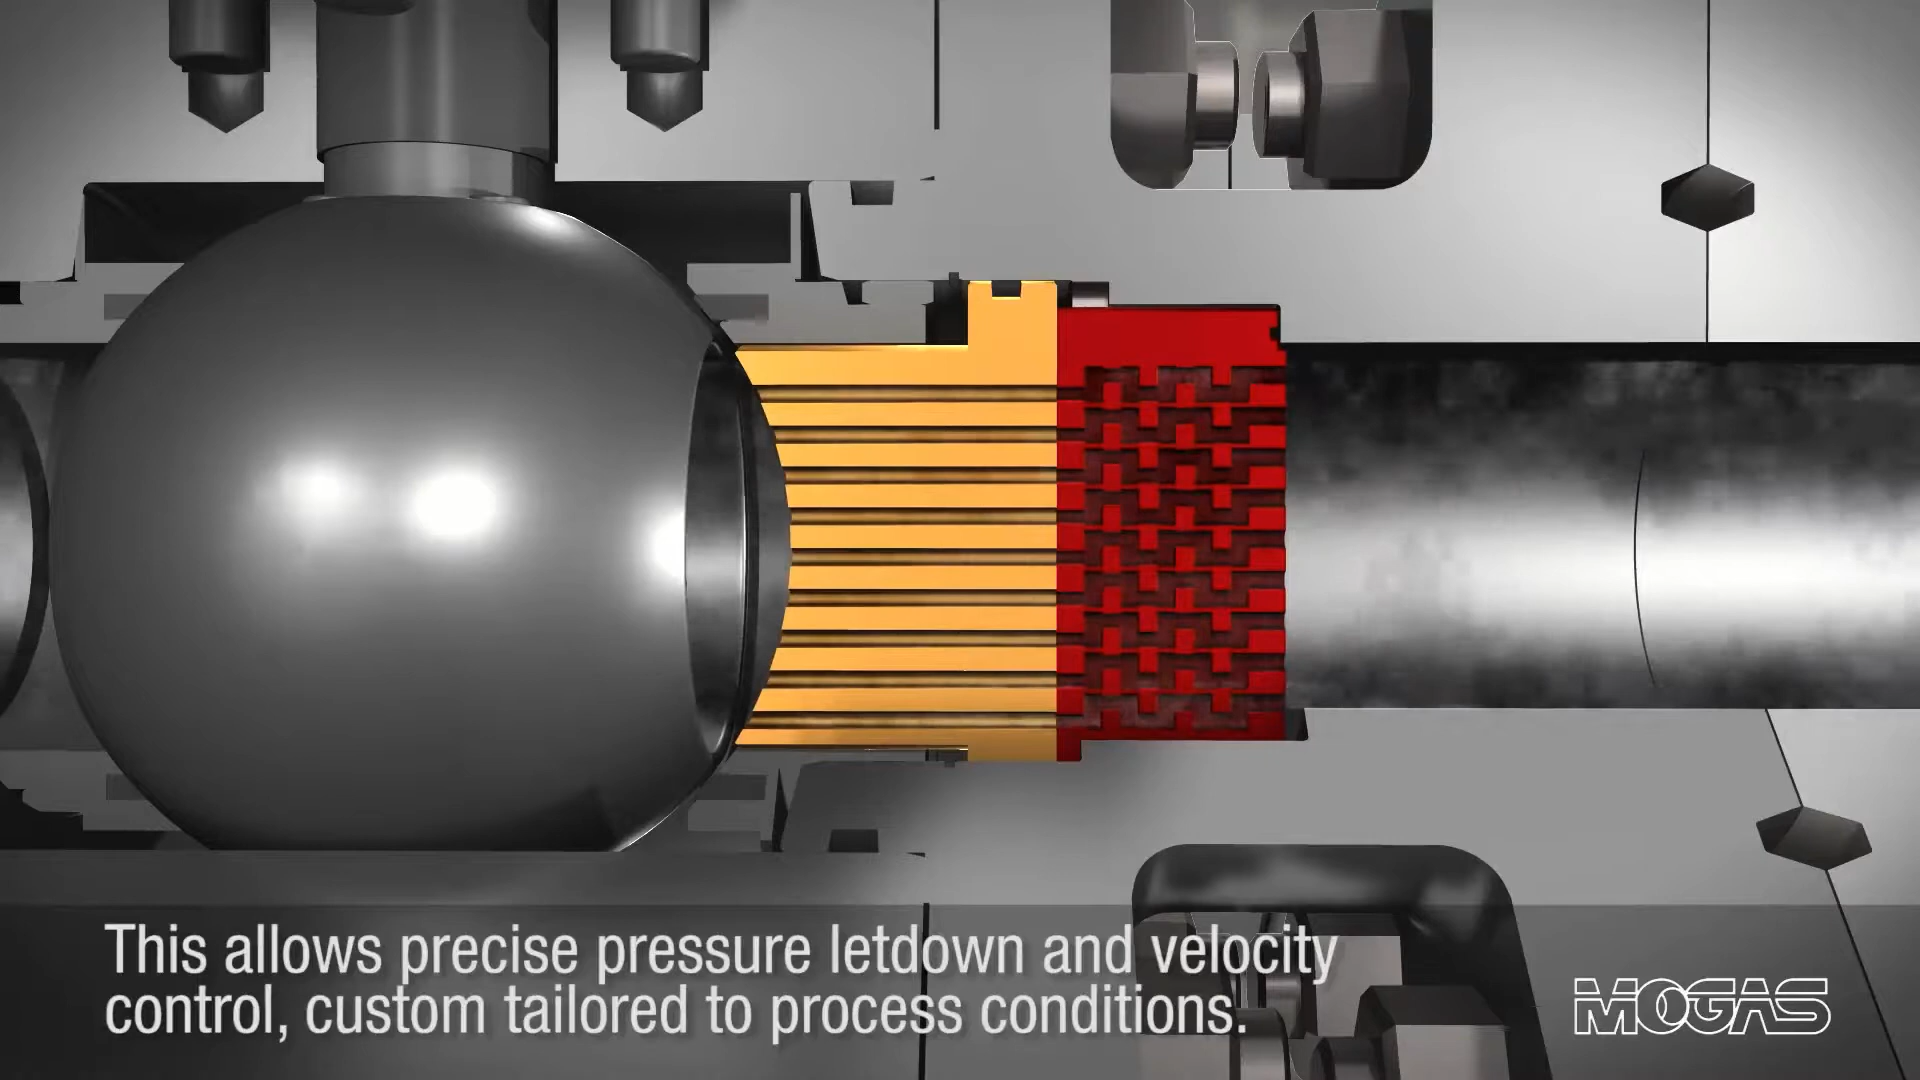 This allows precise pressure letdown and velocity
control, custom tailored to process conditions.
MOGAS